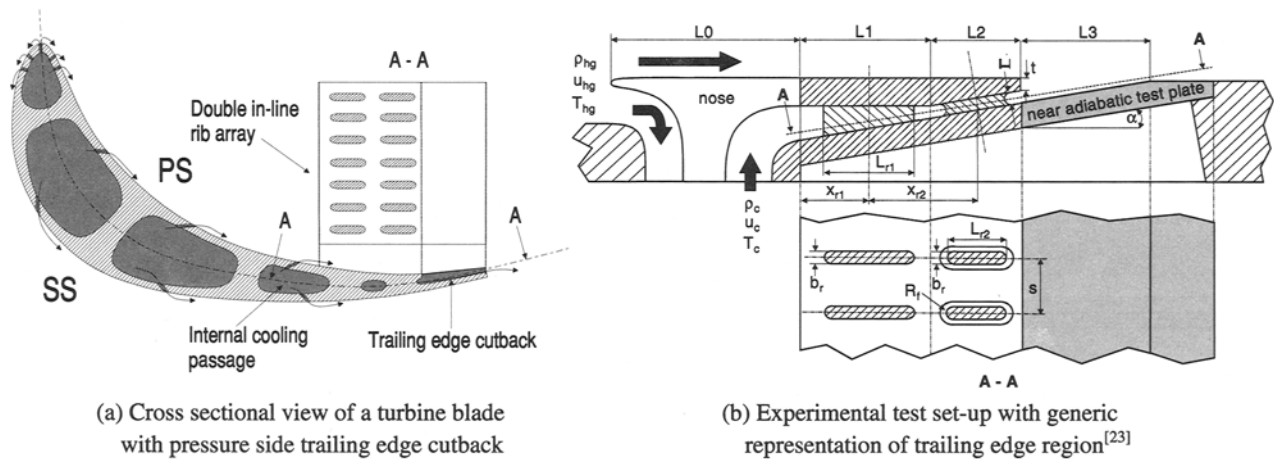 A - A
Double in-line
rib array
PS
SS
A
A
Internal cooling
passage
Trailing edge cutback
(a) Cross sectional view of a turbine blade
with pressure side trailing edge cutback
L0
L1
L2
L3
ρhg
uhg
Thg
nose
A
A
H
t
near adiabatic test plate
α
Lr1
xr1
xr2
ρc
uc
Tc
Lr2
br
br
Rf
s
A - A
(b) Experimental test set-up with generic
representation of trailing edge region[23]